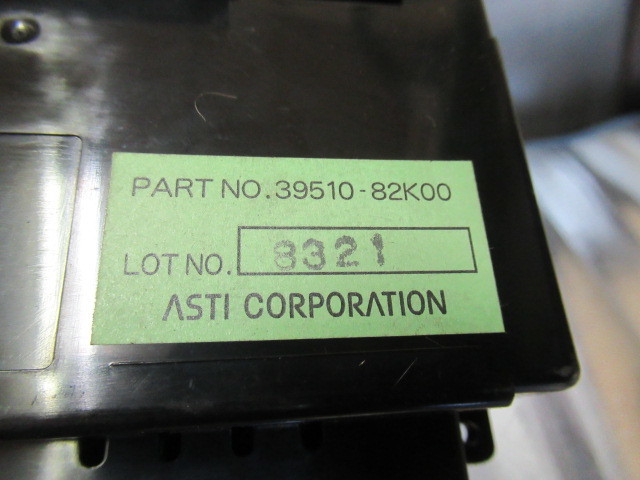 PART NO. 39510-82K00
LOT NO. 8321
ASTI CORPORATION